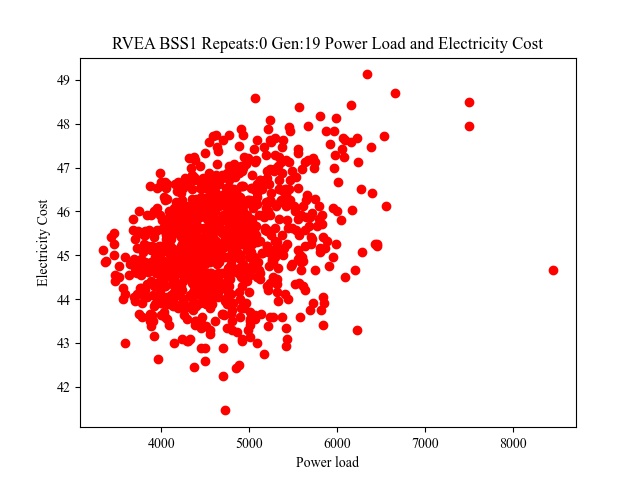 RVEA BSS1 Repeats:0 Gen:19 Power Load and Electricity Cost
49
48
47
46
45
44
43
42
Electricity Cost
4000 5000 6000 7000 8000
Power load